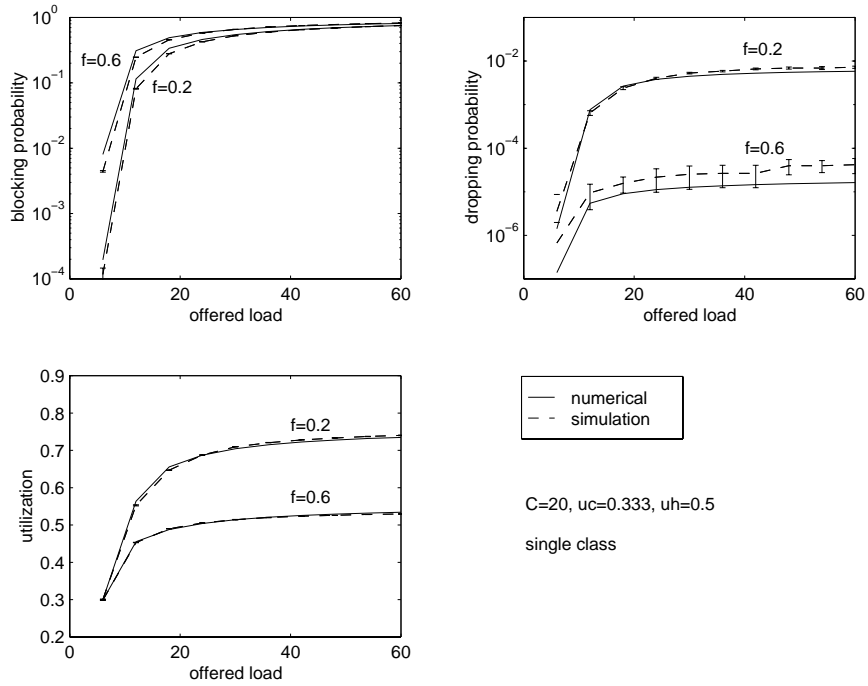 10^0
10^-1
10^-2
10^-3
10^-4
blocking probability
f=0.6
f=0.2
0 20 40 60
offered load
10^-2
10^-4
10^-6
dropping probability
f=0.2
f=0.6
0 20 40 60
offered load
0.9
0.8
0.7
0.6
0.5
0.4
0.3
0.2
utilization
f=0.2
f=0.6
0 20 40 60
offered load
numerical
simulation
C=20, uc=0.333, uh=0.5
single class